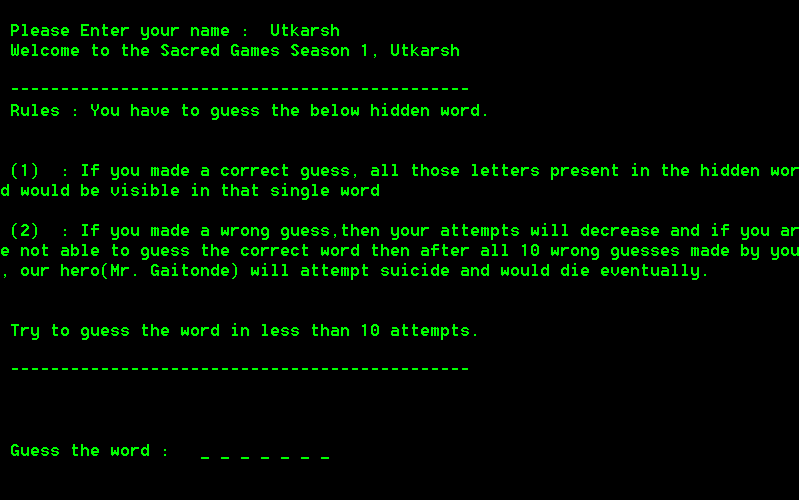 Please Enter your name :  Utkarsh
Welcome to the Sacred Games Season 1, Utkarsh
----------------------------------------------
Rules : You have to guess the below hidden word.
(1)  : If you made a correct guess, all those letters present in the hidden wor
d would be visible in that single word
(2)  : If you made a wrong guess,then your attempts will decrease and if you ar
e not able to guess the correct word then after all 10 wrong guesses made by you
, our hero(Mr. Gaitonde) will attempt suicide and would die eventually.
Try to guess the word in less than 10 attempts.
----------------------------------------------
Guess the word :   _ _ _ _ _ _ _